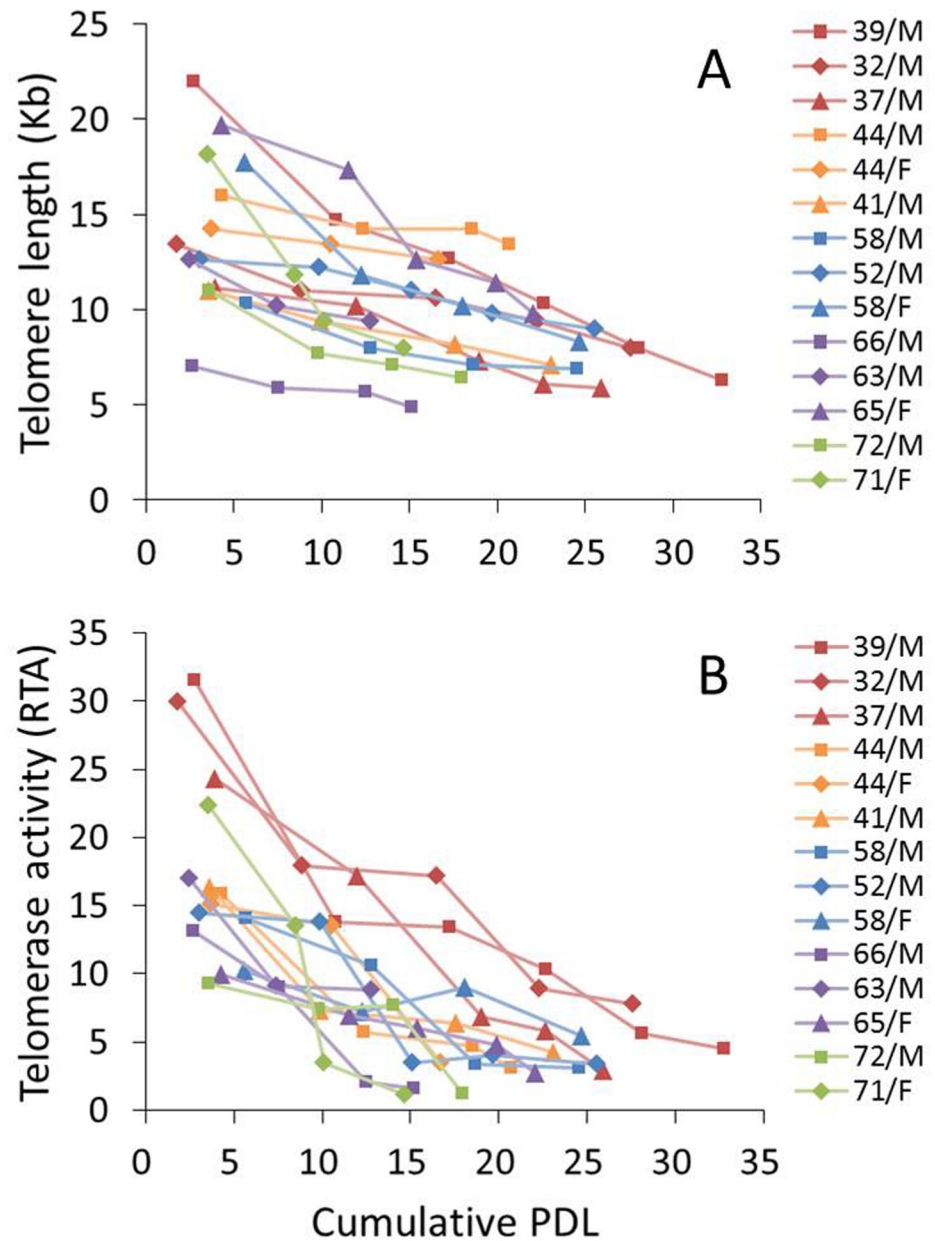 A
Telomere length (Kb)
25
20
15
10
5
0
0 5 10 15 20 25 30 35
39/M
32/M
37/M
44/M
44/F
41/M
58/M
52/M
58/F
66/M
63/M
65/F
72/M
71/F
B
Telomerase activity (RTA)
35
30
25
20
15
10
5
0
0 5 10 15 20 25 30 35
Cumulative PDL
39/M
32/M
37/M
44/M
44/F
41/M
58/M
52/M
58/F
66/M
63/M
65/F
72/M
71/F